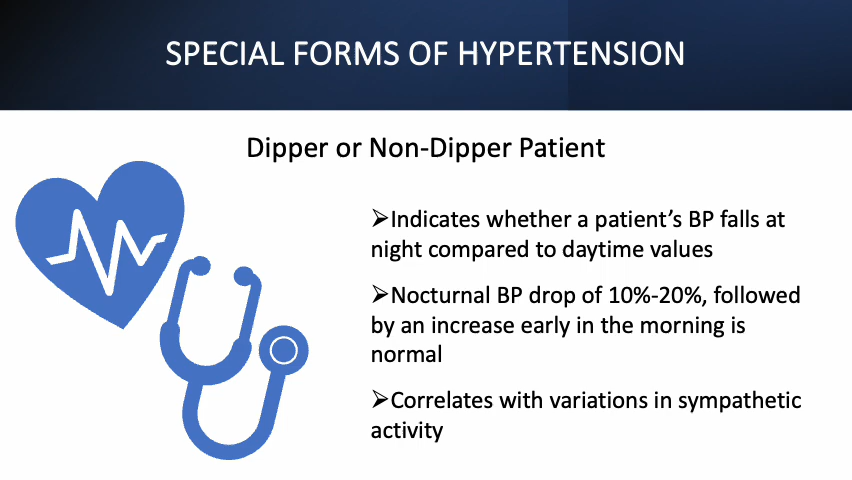 SPECIAL FORMS OF HYPERTENSION
Dipper or Non-Dipper Patient
➢Indicates whether a patient’s BP falls at
night compared to daytime values
➢Nocturnal BP drop of 10%-20%, followed
by an increase early in the morning is
normal
➢Correlates with variations in sympathetic
activity